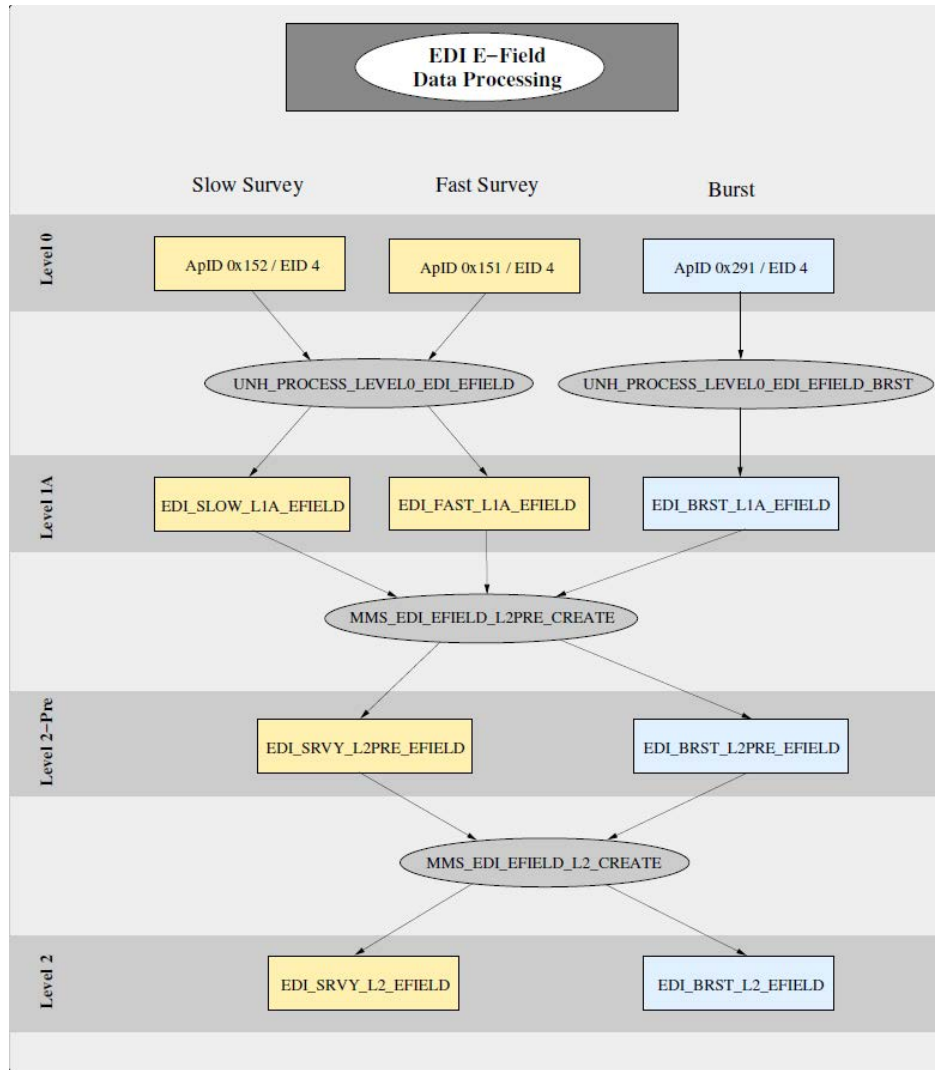 EDI E−Field
Data Processing
Slow Survey
Fast Survey
Burst
Level 0
ApID 0x152 / EID 4
ApID 0x151 / EID 4
ApID 0x291 / EID 4
UNH_PROCESS_LEVEL0_EDI_EFIELD
UNH_PROCESS_LEVEL0_EDI_EFIELD_BRST
Level 1A
EDI_SLOW_L1A_EFIELD
EDI_FAST_L1A_EFIELD
EDI_BRST_L1A_EFIELD
MMS_EDI_EFIELD_L2PRE_CREATE
Level 2−Pre
EDI_SRVY_L2PRE_EFIELD
EDI_BRST_L2PRE_EFIELD
MMS_EDI_EFIELD_L2_CREATE
Level 2
EDI_SRVY_L2_EFIELD
EDI_BRST_L2_EFIELD